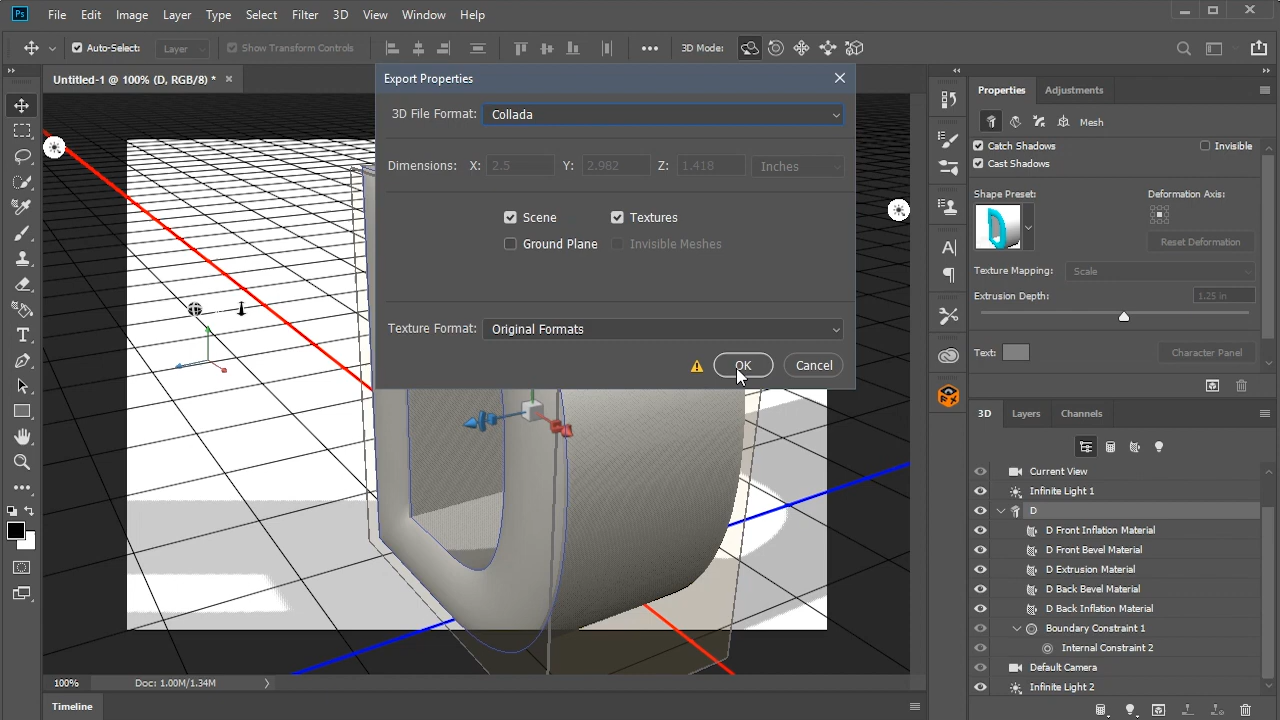 Ps File Edit Image Layer Type Select Filter 3D View Window Help
Auto-Select: Layer Show Transform Controls 3D Mode:
Untitled-1 @ 100% (D, RGB/8) *
Export Properties
3D File Format: Collada
Dimensions: X: 2.5 Y: 2.982 Z: 1.418 Inches
Scene Textures
Ground Plane Invisible Meshes
Texture Format: Original Formats
OK Cancel
Properties Adjustments
Mesh
Catch Shadows Invisible
Cast Shadows
Shape Preset: Deformation Axis:
Reset Deformation
Texture Mapping: Scale
Extrusion Depth: 1.25 in
Text: Character Panel
3D Layers Channels
Current View
Infinite Light 1
D
D Front Inflation Material
D Front Bevel Material
D Extrusion Material
D Back Bevel Material
D Back Inflation Material
Boundary Constraint 1
Internal Constraint 2
Default Camera
Infinite Light 2
100% Doc: 1.00M/1.34M
Timeline